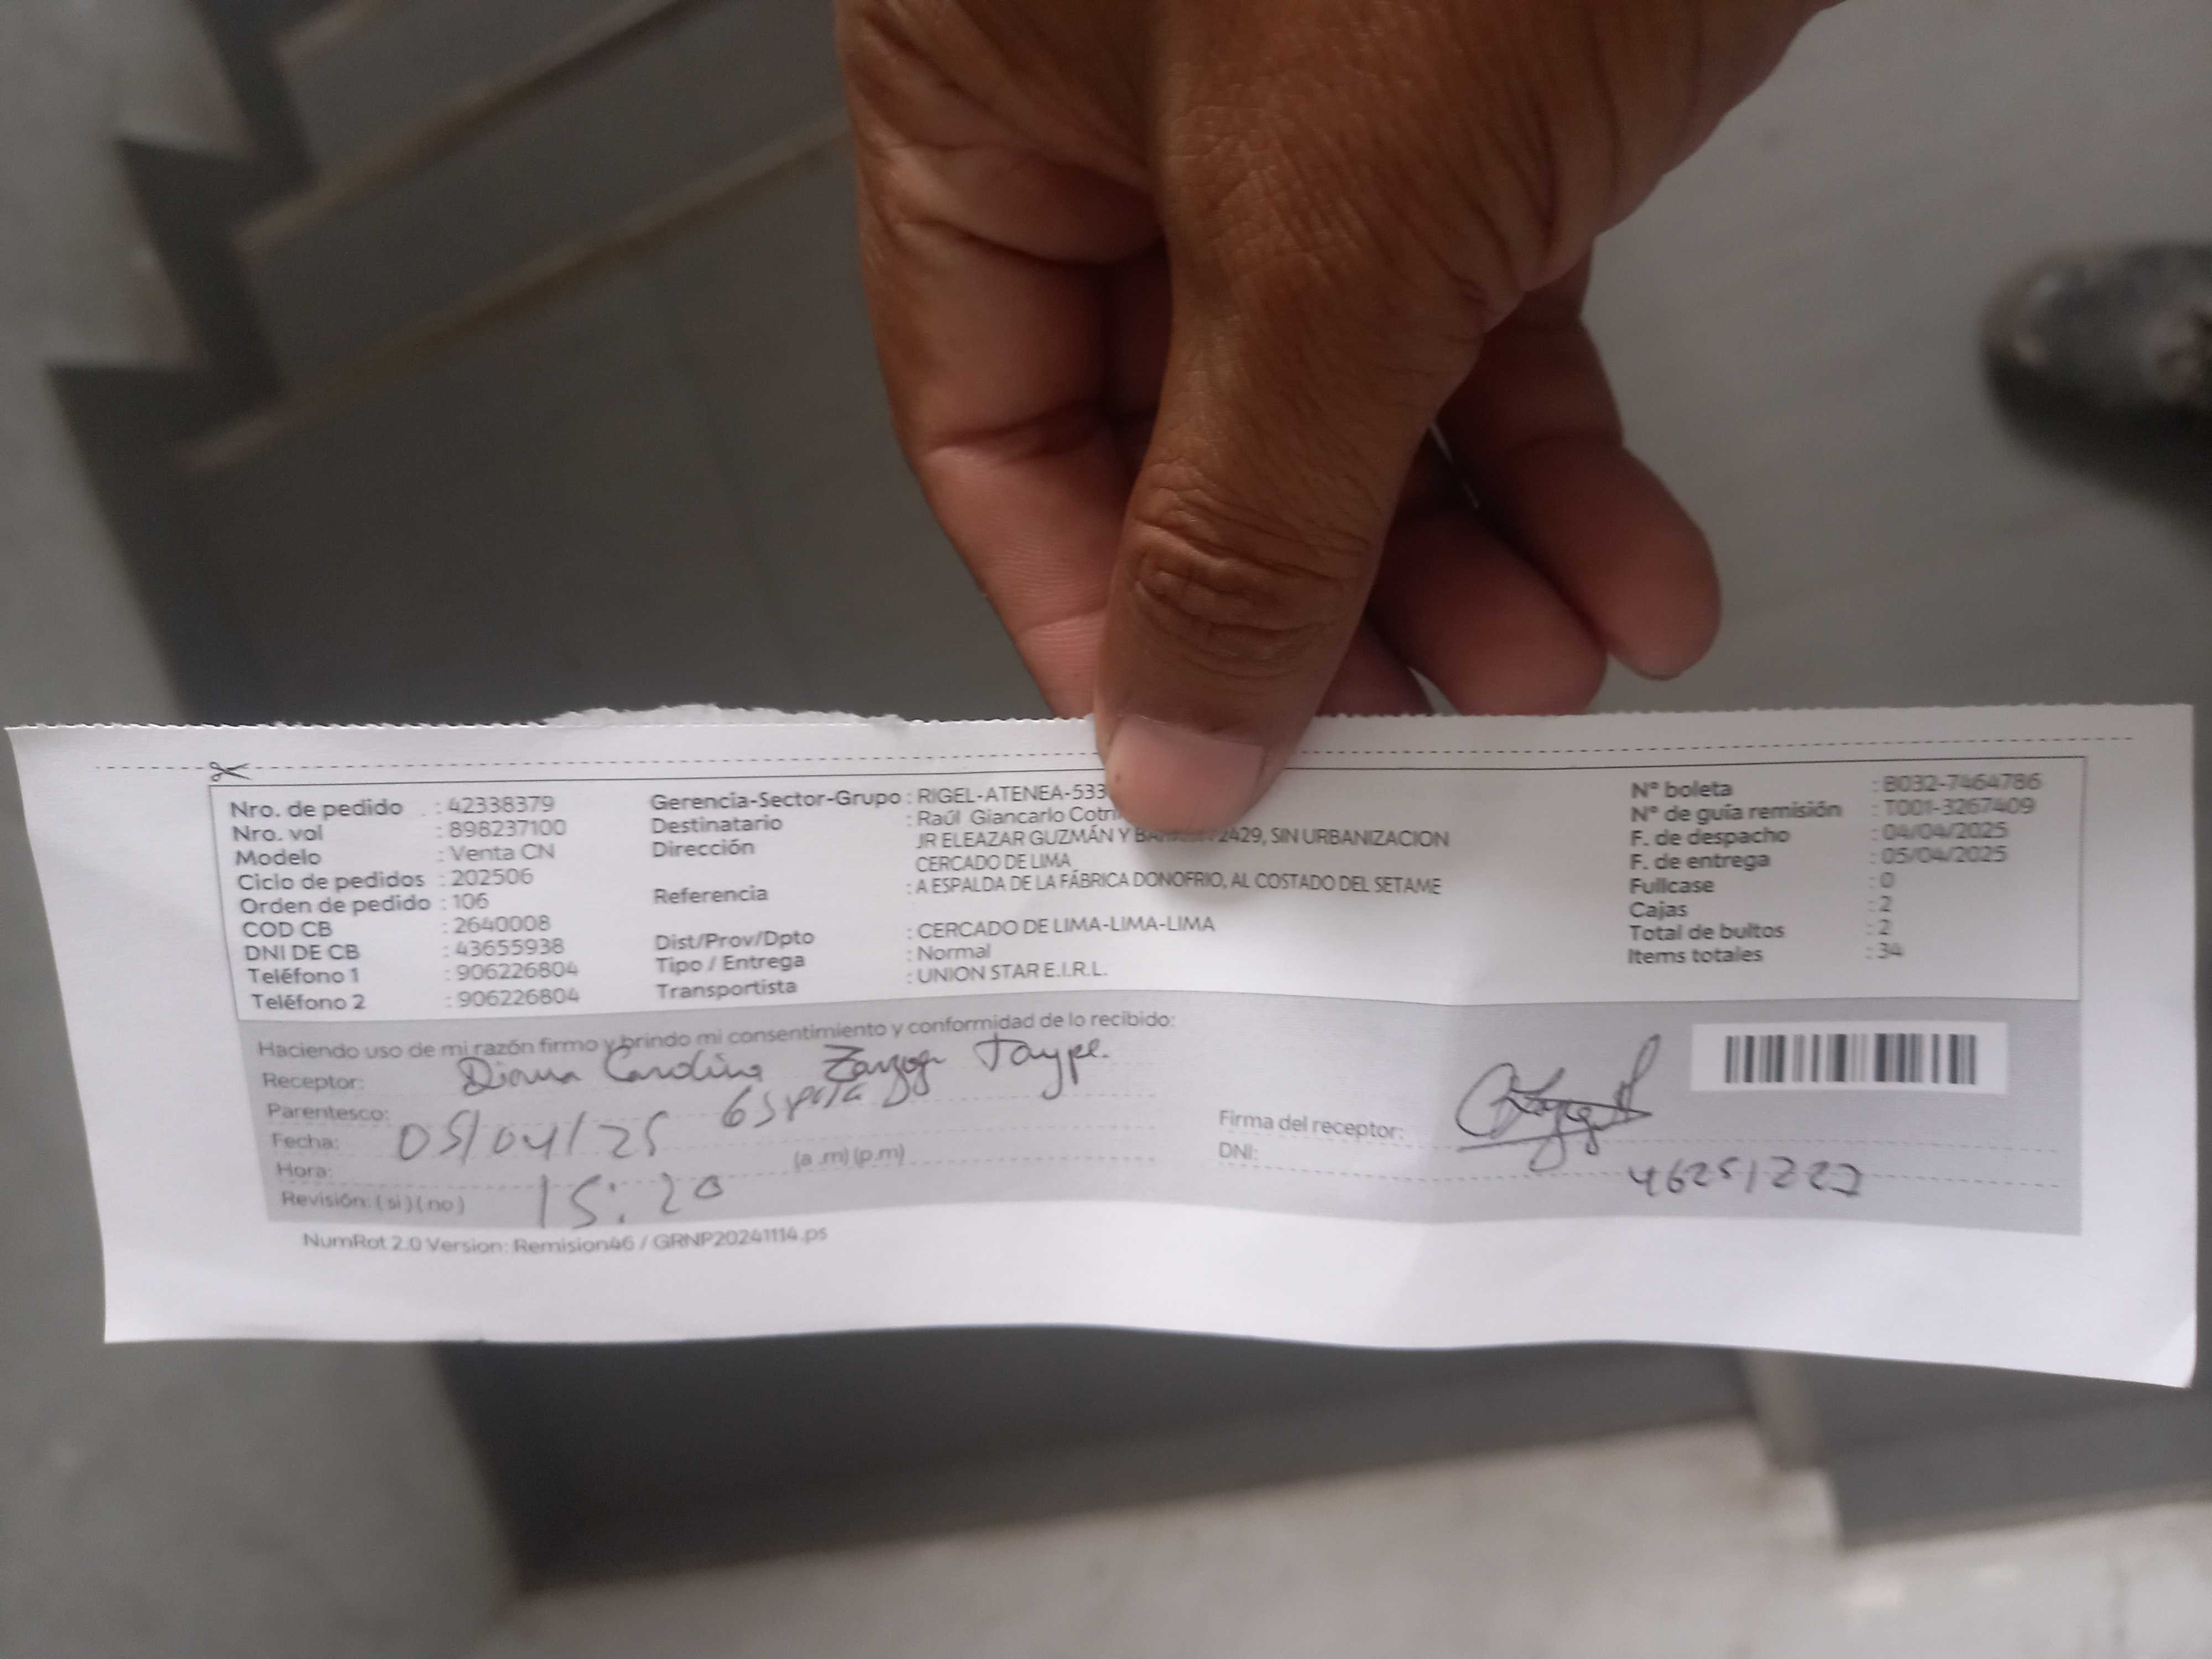 Nro. de pedido : 42338379
Nro. vol : 898237100
Modelo : Venta CN
Ciclo de pedidos : 202506
Orden de pedido : 106
COD CB : 2640008
DNI DE CB : 43655938
Teléfono 1 : 906226804
Teléfono 2 : 906226804
Gerencia-Sector-Grupo : RIGEL-ATENEA-533
Destinatario : Raúl Giancarlo
Dirección JR ELEAZAR GUZMÁN Y 2429, SIN URBANIZACION
CERCADO DE LIMA
Referencia : A ESPALDA DE LA FÁBRICA DONOFRIO, AL COSTADO DEL SETAME
Dist/Prov/Dpto : CERCADO DE LIMA-LIMA-LIMA
Tipo / Entrega : Normal
Transportista : UNION STAR E.I.R.L.
N° boleta : B032-7464786
N° de guía remisión : T001-3267409
F. de despacho : 04/04/2025
F. de entrega : 05/04/2025
Fullcase : 0
Cajas : 2
Total de bultos : 2
Items totales : 34
Haciendo uso de mi razón firmo y brindo mi consentimiento y conformidad de lo recibido:
Receptor: Diana Carolina Taype
Parentesco:
Fecha: 05/04/25
Hora: 15:20 (a .m) (p.m)
Revisión: ( si ) ( no )
Firma del receptor:
DNI: 46251227
NumRot 2.0 Version: Remision46 / GRNP20241114.ps